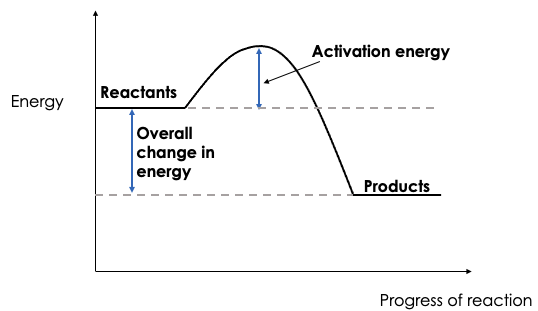 Activation energy
Reactants
Energy
Overall
change in
energy
Products
Progress of reaction